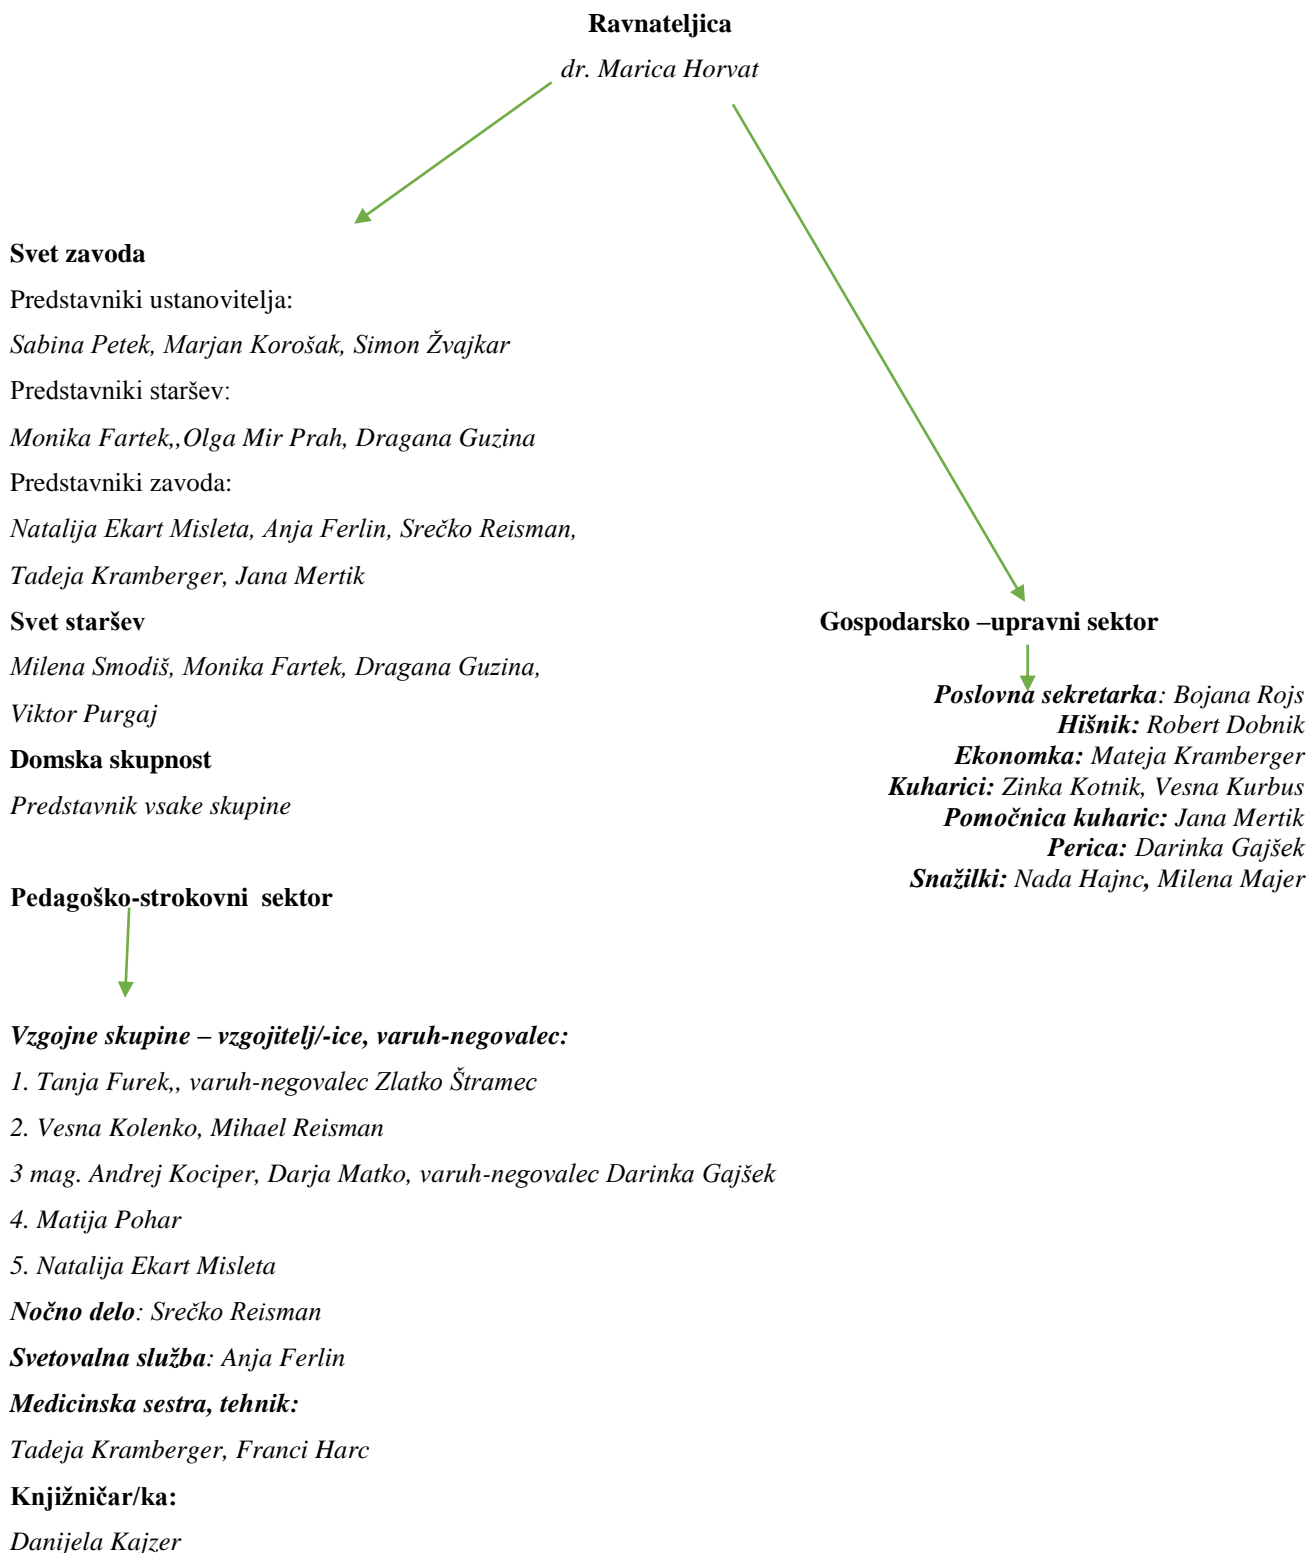 Ravnateljica
dr. Marica Horvat
Svet zavoda
Predstavniki ustanovitelja:
Sabina Petek, Marjan Korošak, Simon Žvajkar
Predstavniki staršev:
Monika Fartek,,Olga Mir Prah, Dragana Guzina
Predstavniki zavoda:
Natalija Ekart Misleta, Anja Ferlin, Srečko Reisman,
Tadeja Kramberger, Jana Mertik
Svet staršev
Milena Smodiš, Monika Fartek, Dragana Guzina,
Viktor Purgaj
Domska skupnost
Predstavnik vsake skupine
Gospodarsko –upravni sektor
Poslovna sekretarka: Bojana Rojs
Hišnik: Robert Dobnik
Ekonomka: Mateja Kramberger
Kuharici: Zinka Kotnik, Vesna Kurbus
Pomočnica kuharic: Jana Mertik
Perica: Darinka Gajšek
Snažilki: Nada Hajnc, Milena Majer
Pedagoško-strokovni sektor
Vzgojne skupine – vzgojitelj/-ice, varuh-negovalec:
1. Tanja Furek,, varuh-negovalec Zlatko Štramec
2. Vesna Kolenko, Mihael Reisman
3 mag. Andrej Kociper, Darja Matko, varuh-negovalec Darinka Gajšek
4. Matija Pohar
5. Natalija Ekart Misleta
Nočno delo: Srečko Reisman
Svetovalna služba: Anja Ferlin
Medicinska sestra, tehnik:
Tadeja Kramberger, Franci Harc
Knjižničar/ka:
Danijela Kajzer